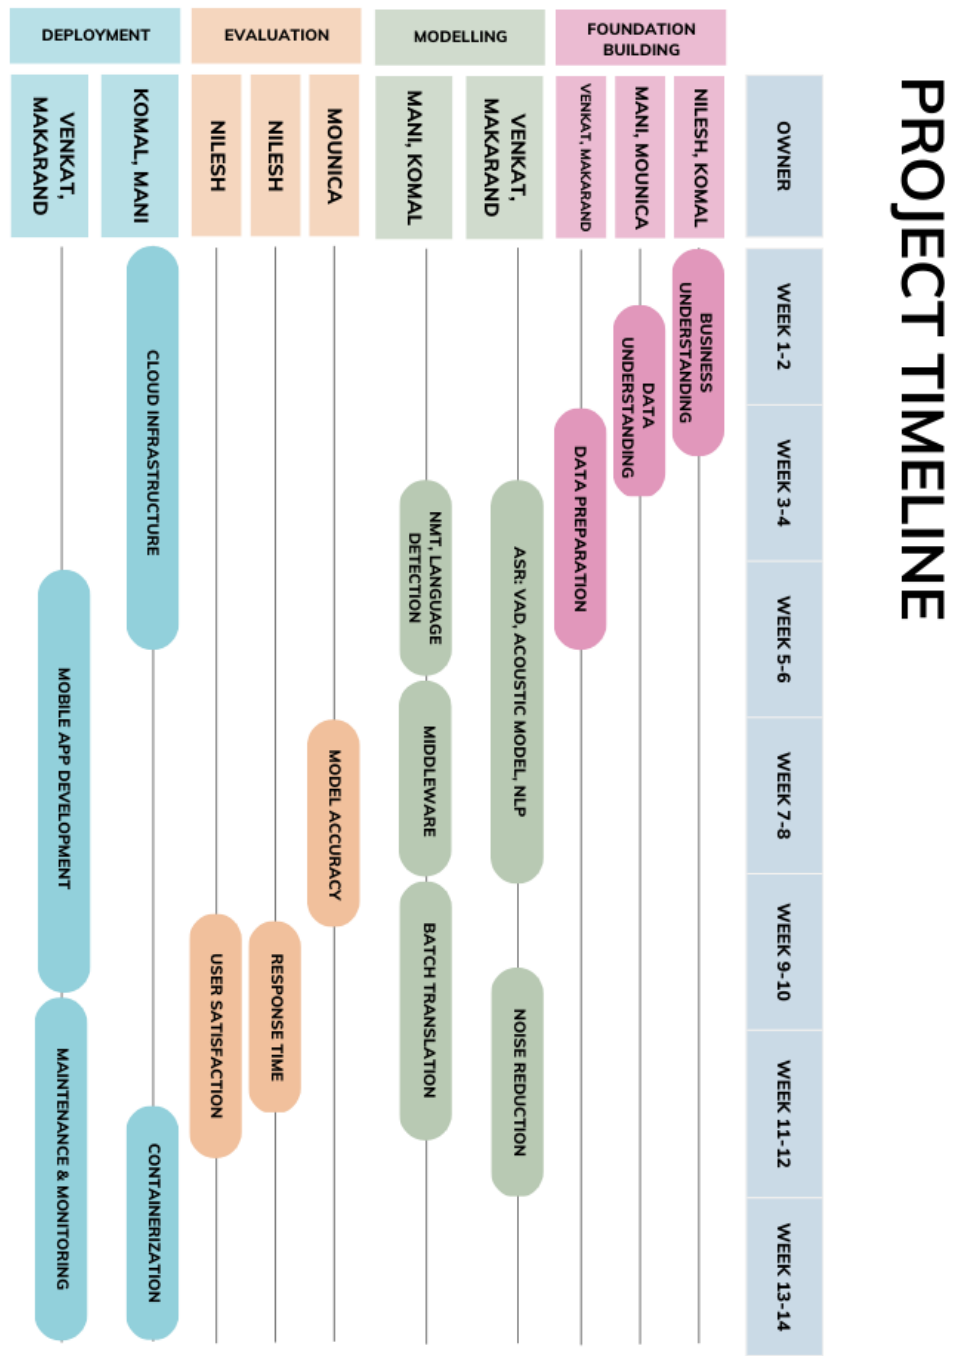 PROJECT TIMELINE
OWNER
WEEK 1-2
WEEK 3-4
WEEK 5-6
WEEK 7-8
WEEK 9-10
WEEK 11-12
WEEK 13-14
FOUNDATION
BUILDING
NILESH, KOMAL
BUSINESS
UNDERSTANDING
MANI, MOUNICA
DATA
UNDERSTANDING
VENKAT, MAKARAND
DATA PREPARATION
MODELLING
VENKAT,
MAKARAND
ASR: VAD, ACOUSTIC MODEL, NLP
NOISE REDUCTION
MANI, KOMAL
NMT, LANGUAGE
DETECTION
MIDDLEWARE
BATCH TRANSLATION
EVALUATION
MOUNICA
MODEL ACCURACY
NILESH
RESPONSE TIME
NILESH
USER SATISFACTION
DEPLOYMENT
KOMAL, MANI
CLOUD INFRASTRUCTURE
CONTAINERIZATION
VENKAT,
MAKARAND
MOBILE APP DEVELOPMENT
MAINTENANCE & MONITORING